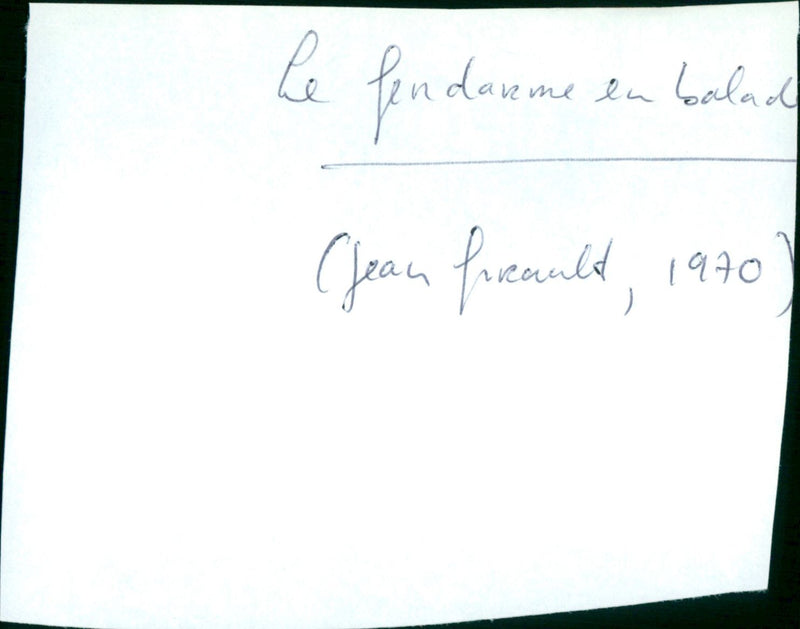 Le gendarme en balad
(Jean Girault, 1970)